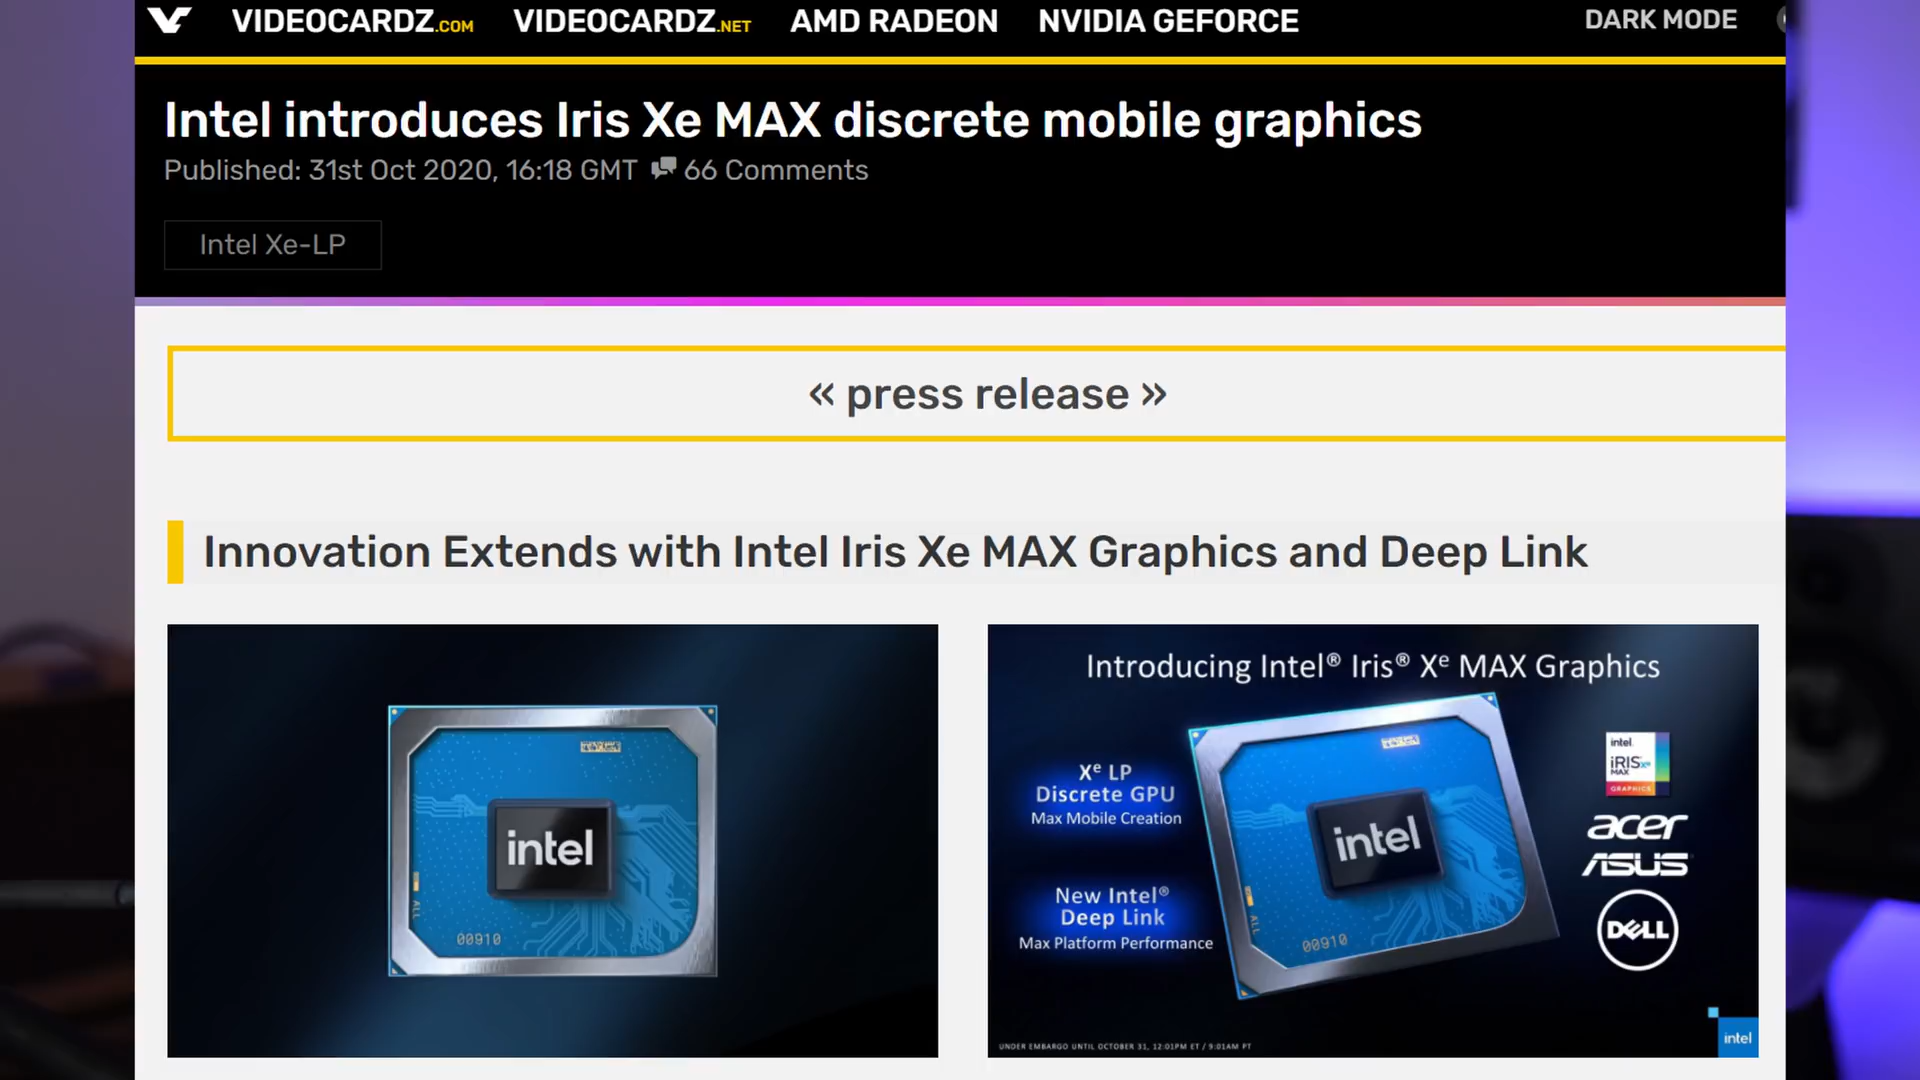 VIDEOCARDZ.COM VIDEOCARDZ.NET AMD RADEON NVIDIA GEFORCE DARK MODE
Intel introduces Iris Xe MAX discrete mobile graphics
Published: 31st Oct 2020, 16:18 GMT 66 Comments
Intel Xe-LP
« press release »
Innovation Extends with Intel Iris Xe MAX Graphics and Deep Link
intel
ALL
00910
Introducing Intel® Iris® Xe MAX Graphics
Xe LP
Discrete GPU
Max Mobile Creation
New Intel®
Deep Link
Max Platform Performance
intel
ALL
00910
intel.
iRIS Xe
MAX
GRAPHICS
acer
ASUS
DELL
UNDER EMBARGO UNTIL OCTOBER 31, 12:01PM ET / 9:01AM PT
intel